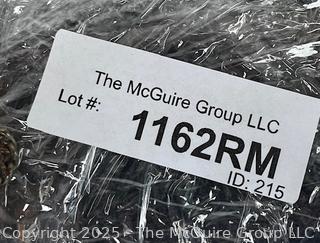 The McGuire Group LLC
Lot #:
1162RM
ID: 215
Copyright 2025 - The McGuire Group LLC